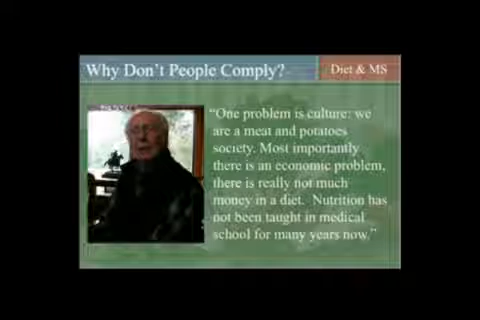 Why Don't People Comply?
Diet & MS
"One problem is culture: we
are a meat and potatoes
society. Most importantly
there is an economic problem,
there is really not much
money in a diet. Nutrition has
not been taught in medical
school for many years now."